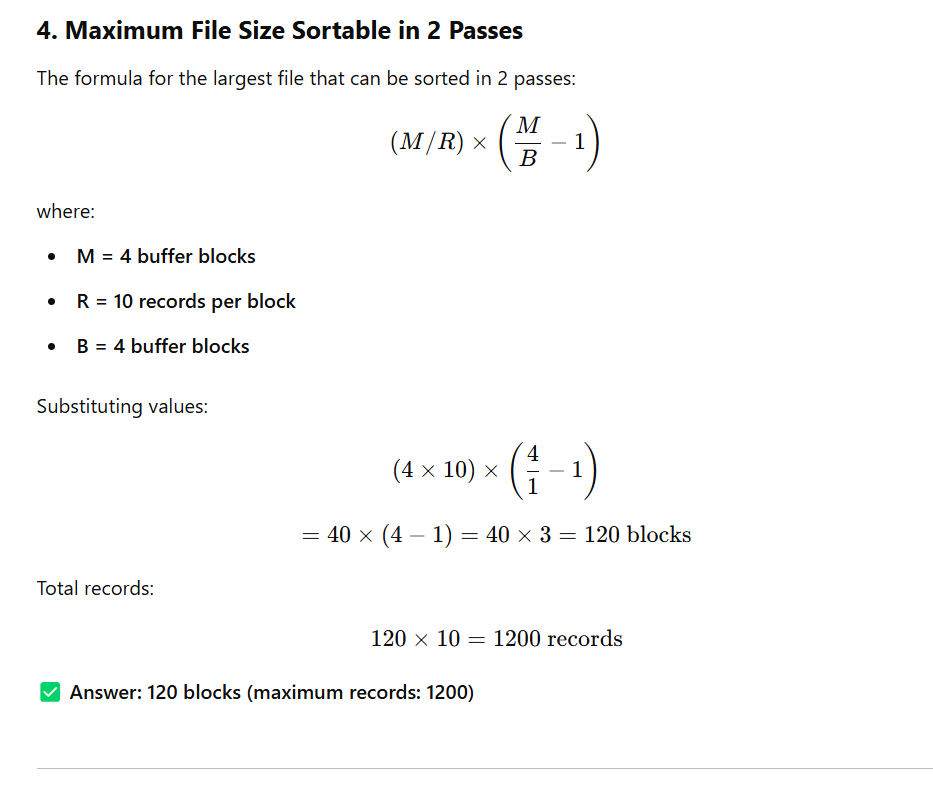 4. Maximum File Size Sortable in 2 Passes
The formula for the largest file that can be sorted in 2 passes:
(M/R) × (M/B − 1)
where:
• M = 4 buffer blocks
• R = 10 records per block
• B = 4 buffer blocks
Substituting values:
(4 × 10) × (4/1 − 1)
= 40 × (4 − 1) = 40 × 3 = 120 blocks
Total records:
120 × 10 = 1200 records
✅ Answer: 120 blocks (maximum records: 1200)